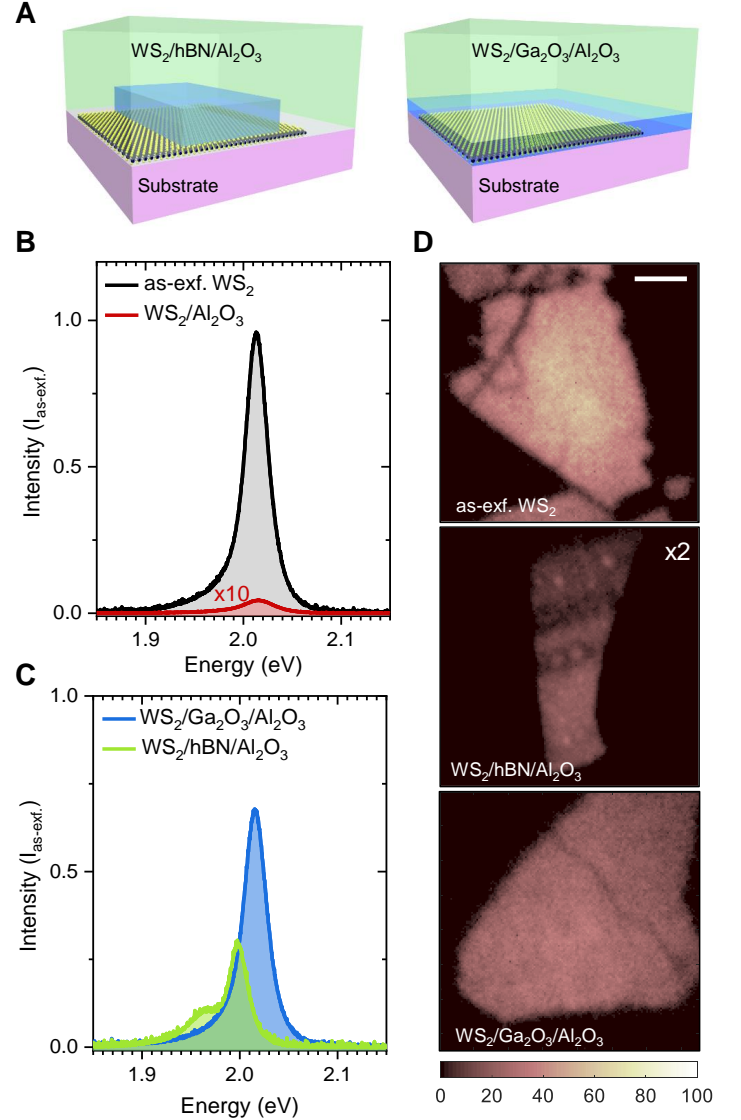 A
WS₂/hBN/Al₂O₃
WS₂/Ga₂O₃/Al₂O₃
Substrate
Substrate
B
as-exf. WS₂
WS₂/Al₂O₃
1.0
0.5
0.0
x10
1.9
2.0
2.1
Energy (eV)
Intensity (Ias-exf.)
C
WS₂/Ga₂O₃/Al₂O₃
WS₂/hBN/Al₂O₃
1.0
0.5
0.0
1.9
2.0
2.1
Energy (eV)
Intensity (Ias-exf.)
D
as-exf. WS₂
x2
WS₂/hBN/Al₂O₃
WS₂/Ga₂O₃/Al₂O₃
0
20
40
60
80
100